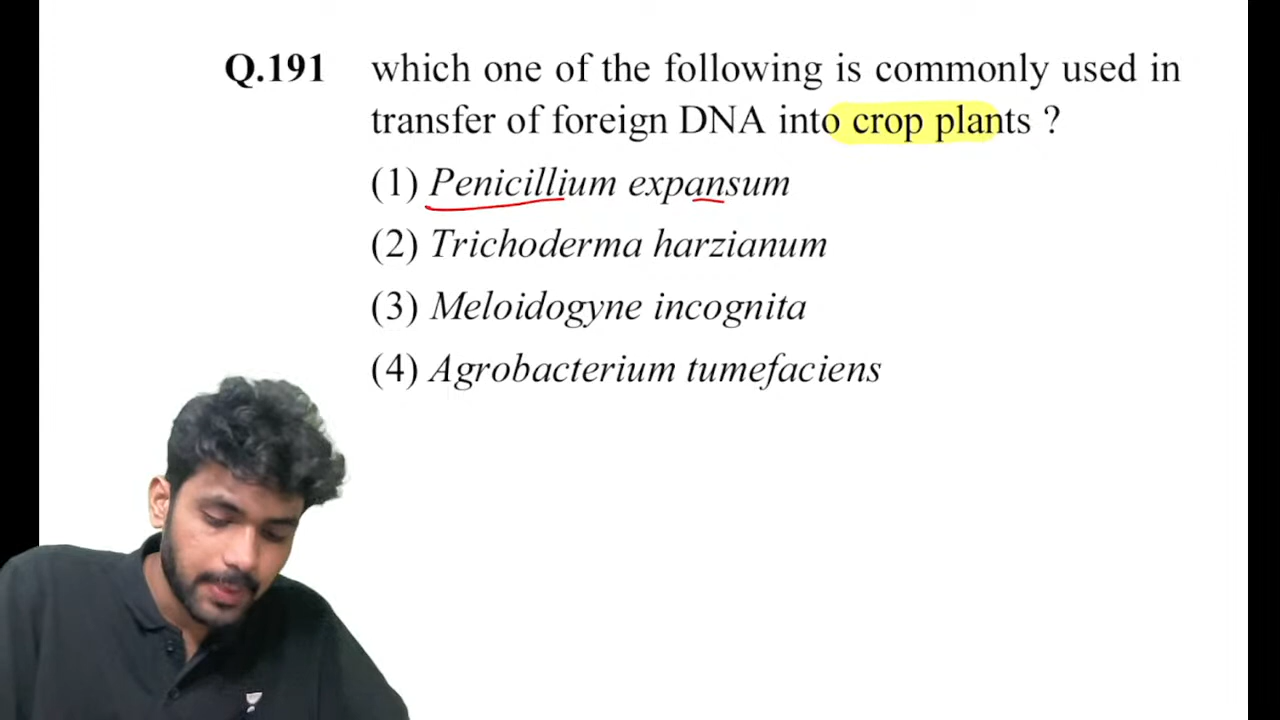 Q.191 which one of the following is commonly used in
transfer of foreign DNA into crop plants ?
(1) Penicillium expansum
(2) Trichoderma harzianum
(3) Meloidogyne incognita
(4) Agrobacterium tumefaciens